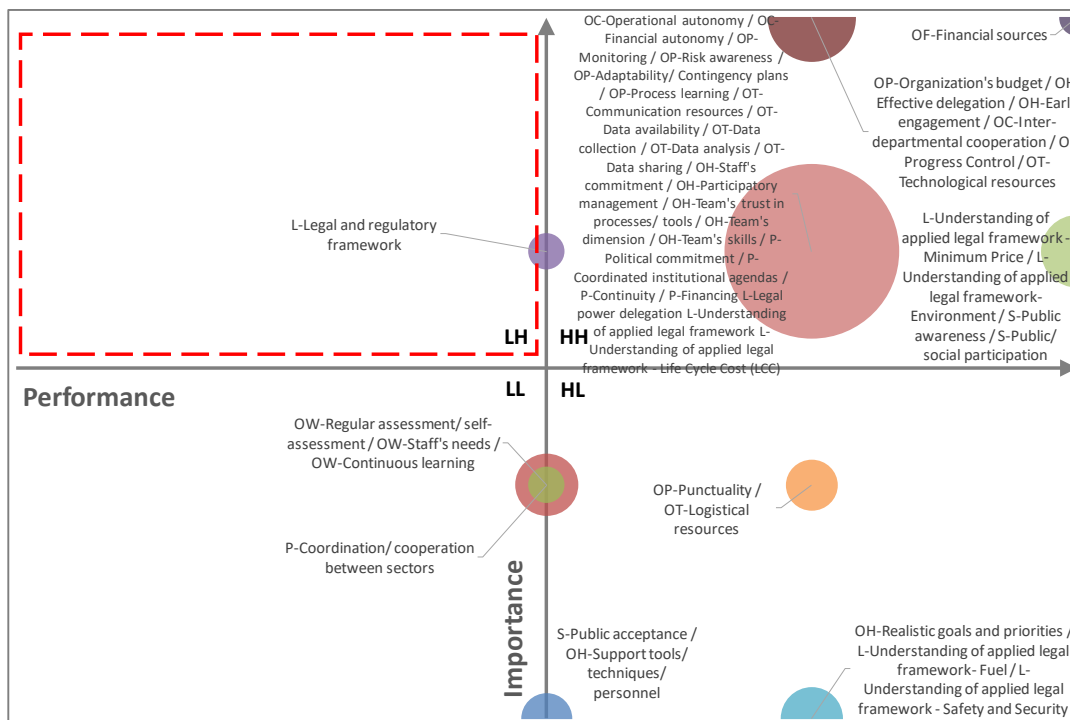 OC-Operational autonomy / OC-
Financial autonomy / OP-
Monitoring / OP-Risk awareness /
OP-Adaptability/ Contingency plans
/ OP-Process learning / OT-
Communication resources / OT-
Data availability / OT-Data
collection / OT-Data analysis / OT-
Data sharing / OH-Staff's
commitment / OH-Participatory
management / OH-Team's trust in
processes/ tools / OH-Team's
dimension / OH-Team's skills / P-
Political commitment / P-
Coordinated institutional agendas /
P-Continuity / P-Financing L-Legal
power delegation L-Understanding
of applied legal framework L-
Understanding of applied legal
framework - Life Cycle Cost (LCC)
OF-Financial sources
OP-Organization's budget / OH-
Effective delegation / OH-Early
engagement / OC-Inter-
departmental cooperation /
Progress Control / OT-
Technological resources
L-Understanding of
applied legal framework -
Minimum Price / L-
Understanding of applied
legal framework-
Environment / S-Public
awareness / S-Public/
social participation
L-Legal and regulatory
framework
LH HH
LL HL
Performance
OW-Regular assessment/ self-
assessment / OW-Staff's needs /
OW-Continuous learning
P-Coordination/ cooperation
between sectors
OP-Punctuality /
OT-Logistical
resources
Importance
S-Public acceptance /
OH-Support tools/
techniques/
personnel
OH-Realistic goals and priorities /
L-Understanding of applied legal
framework- Fuel / L-
Understanding of applied legal
framework - Safety and Security